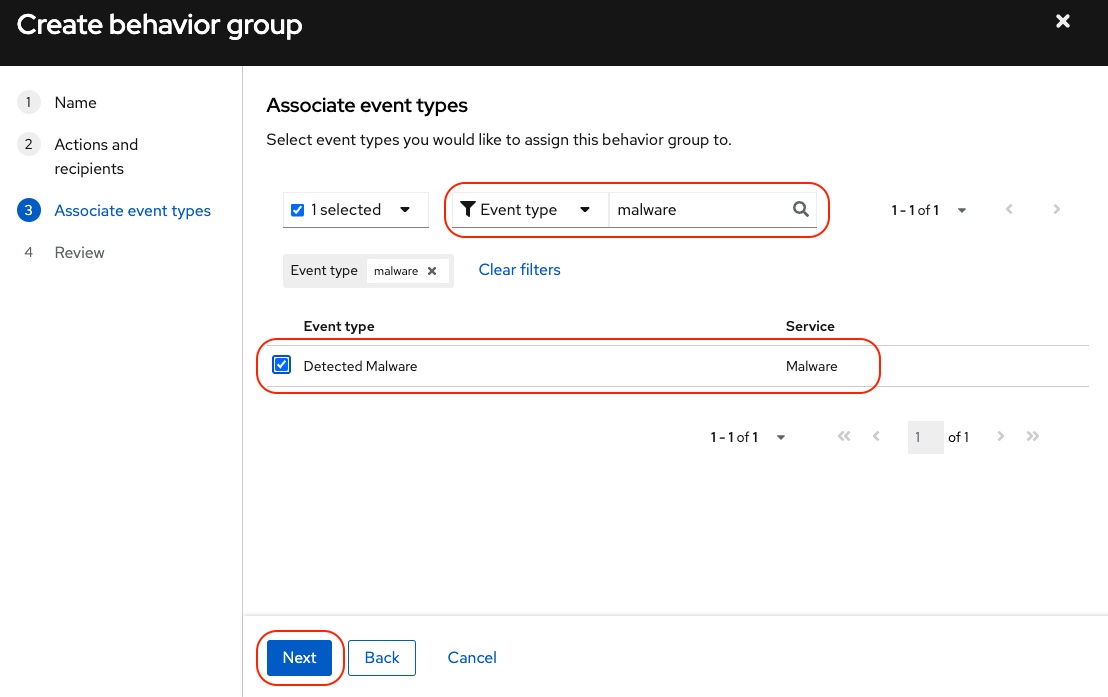 Create behavior group
1 Name
2 Actions and
recipients
3 Associate event types
4 Review
Associate event types
Select event types you would like to assign this behavior group to.
1 selected Event type malware 1 - 1 of 1
Event type malware Clear filters
Event type Service
Detected Malware Malware
1 - 1 of 1 1 of 1
Next Back Cancel